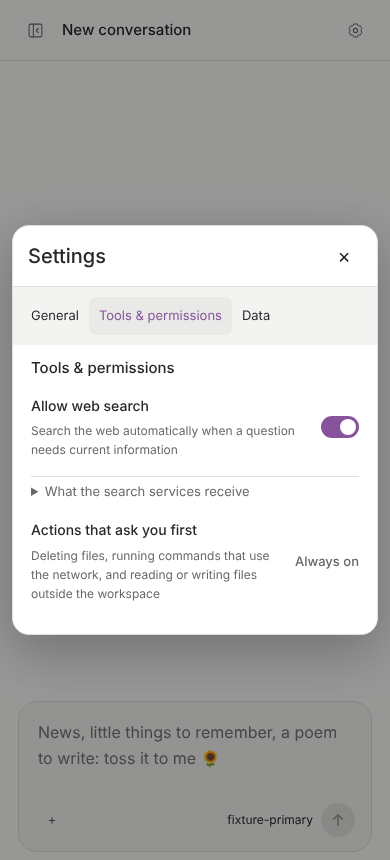 New conversation
Settings
General
Tools & permissions
Data
Tools & permissions
Allow web search
Search the web automatically when a question
needs current information
What the search services receive
Actions that ask you first
Deleting files, running commands that use
the network, and reading or writing files
outside the workspace
Always on
News, little things to remember, a poem
to write: toss it to me 🌻
fixture-primary